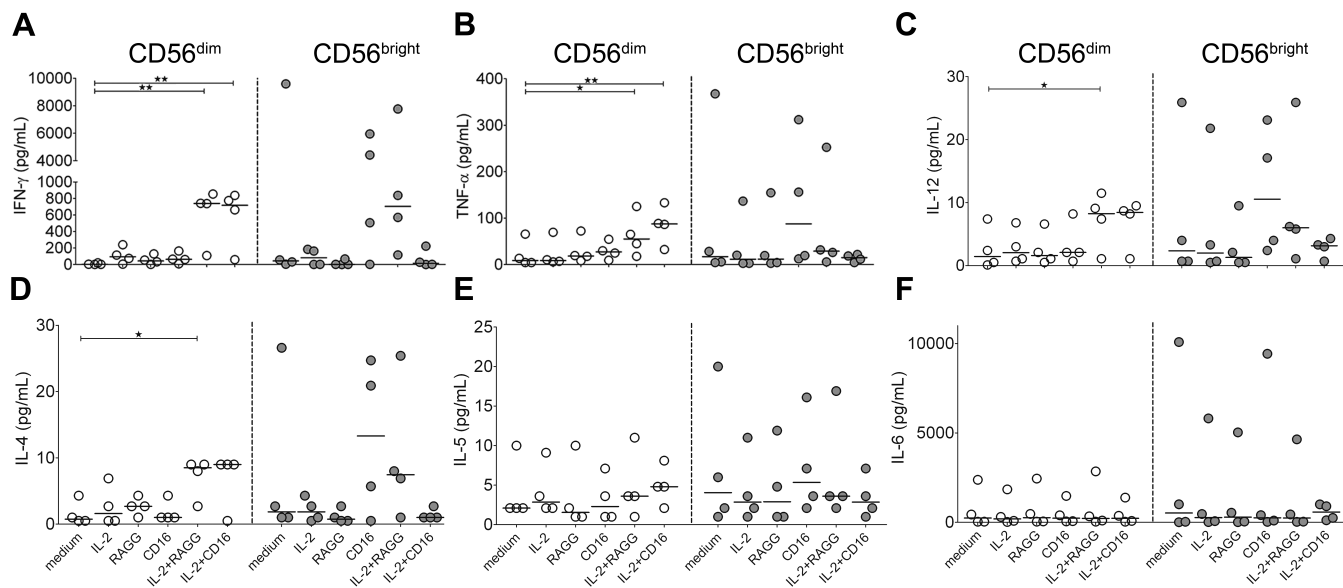 A
CD56dim
CD56bright
★★
★★
10000
8000
6000
4000
1000
800
600
400
200
0
IFN-γ (pg/mL)
B
CD56dim
CD56bright
★★
★
400
300
200
100
0
TNF-α (pg/mL)
C
CD56dim
CD56bright
★
30
20
10
0
IL-12 (pg/mL)
D
★
30
20
10
0
IL-4 (pg/mL)
medium
IL-2
RAGG
CD16
IL-2+RAGG
IL-2+CD16
medium
IL-2
RAGG
CD16
IL-2+RAGG
IL-2+CD16
E
25
20
15
10
5
0
IL-5 (pg/mL)
medium
IL-2
RAGG
CD16
IL-2+RAGG
IL-2+CD16
medium
IL-2
RAGG
CD16
IL-2+RAGG
IL-2+CD16
F
10000
5000
0
IL-6 (pg/mL)
medium
IL-2
RAGG
CD16
IL-2+RAGG
IL-2+CD16
medium
IL-2
RAGG
CD16
IL-2+RAGG
IL-2+CD16